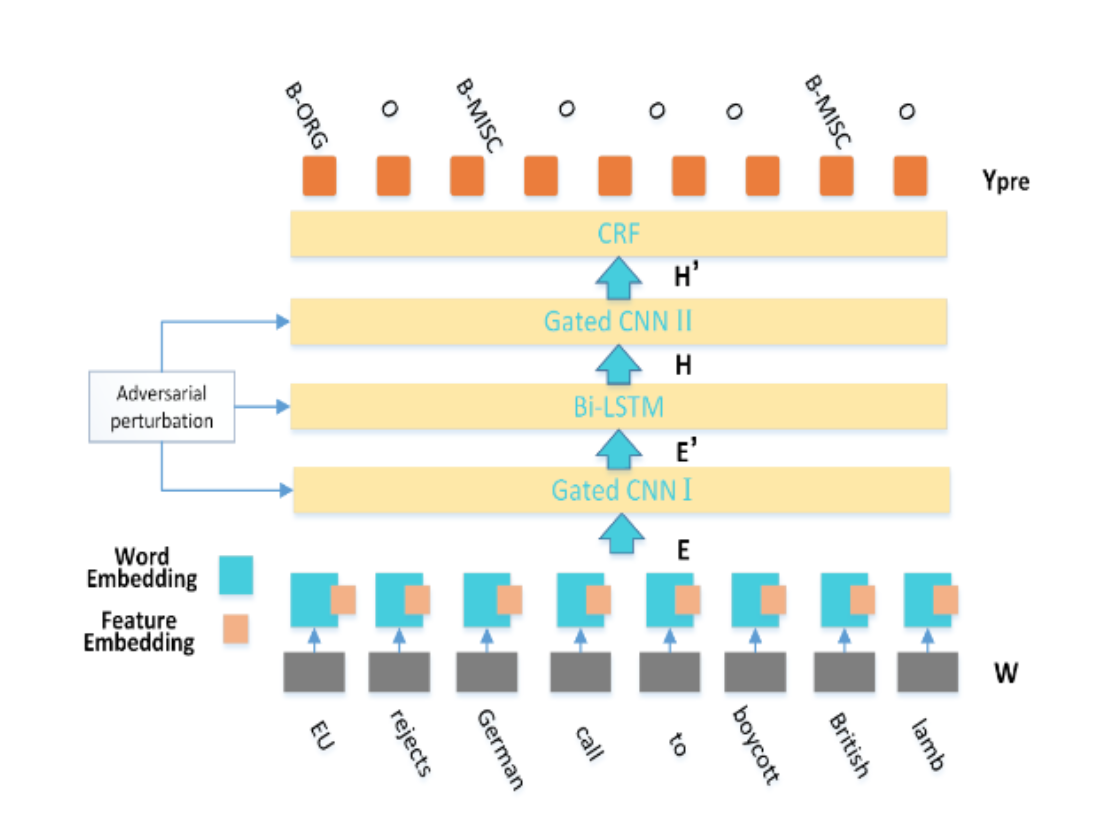 B-ORG O B-MISC O O O B-MISC O
Ypre
CRF
H’
Gated CNN II
H
Adversarial
perturbation
Bi-LSTM
E’
Gated CNN I
E
Word
Embedding
Feature
Embedding
W
EU rejects German call to boycott British lamb